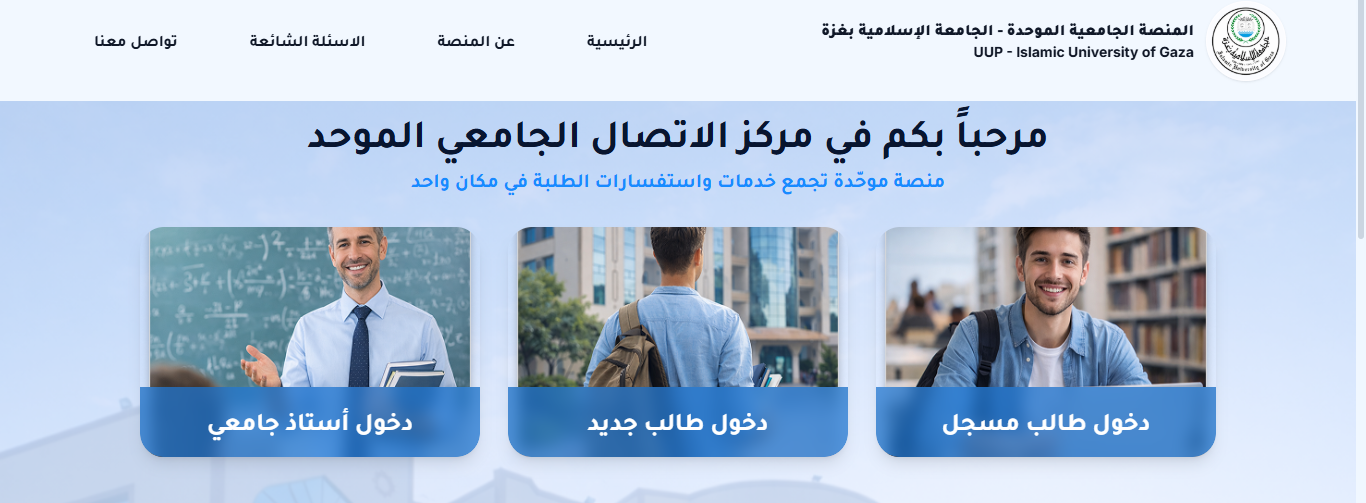 المنصة الجامعية الموحدة - الجامعة الإسلامية بغزة
UUP - Islamic University of Gaza
الرئيسية
عن المنصة
الاسئلة الشائعة
تواصل معنا
مرحباً بكم في مركز الاتصال الجامعي الموحد
منصة موحّدة تجمع خدمات واستفسارات الطلبة في مكان واحد
دخول طالب مسجل
دخول طالب جديد
دخول أستاذ جامعي